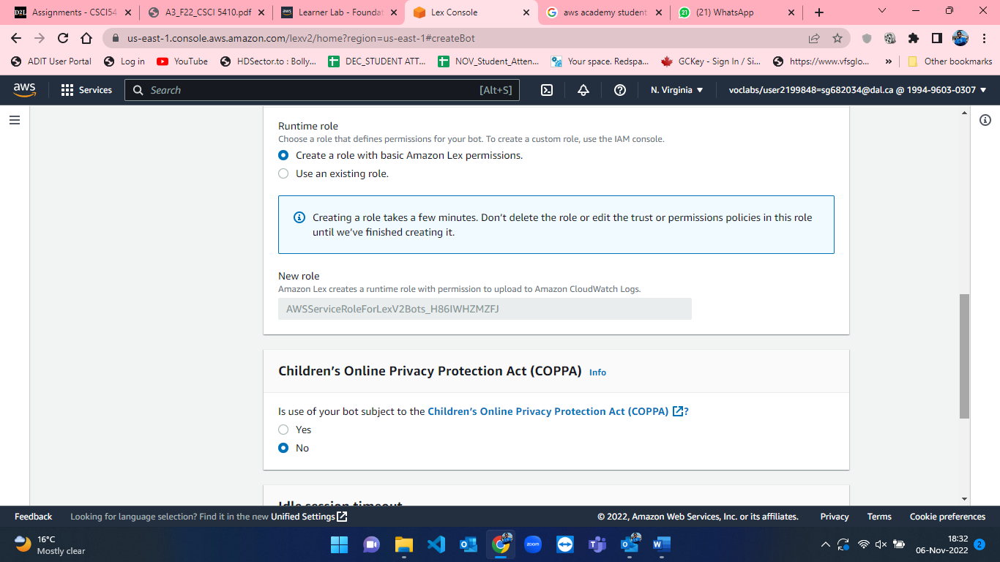 Assignments - CSCI54
A3_F22_CSCI 5410.pdf
Learner Lab - Foundat
Lex Console
aws academy student
(21) WhatsApp
us-east-1.console.aws.amazon.com/lexv2/home?region=us-east-1#createBot
ADIT User Portal
Log in
YouTube
HDSector.to : Bolly...
DEC_STUDENT ATT...
NOV_Student_Atten...
Your space. Redspa...
GCKey - Sign In / Si...
https://www.vfsglo...
»
Other bookmarks
aws
Services
Search
[Alt+S]
N. Virginia
voclabs/user2199848=sg682034@dal.ca @ 1994-9603-0307
Runtime role
Choose a role that defines permissions for your bot. To create a custom role, use the IAM console.
Create a role with basic Amazon Lex permissions.
Use an existing role.
Creating a role takes a few minutes. Don't delete the role or edit the trust or permissions policies in this role
until we've finished creating it.
New role
Amazon Lex creates a runtime role with permission to upload to Amazon CloudWatch Logs.
AWSServiceRoleForLexV2Bots_H86IWHZMZFJ
Children's Online Privacy Protection Act (COPPA) Info
Is use of your bot subject to the Children's Online Privacy Protection Act (COPPA) ?
Yes
No
Idle session timeout
Feedback
Looking for language selection? Find it in the new Unified Settings
© 2022, Amazon Web Services, Inc. or its affiliates.
Privacy
Terms
Cookie preferences
16°C
Mostly clear
zoom
18:32
06-Nov-2022
2